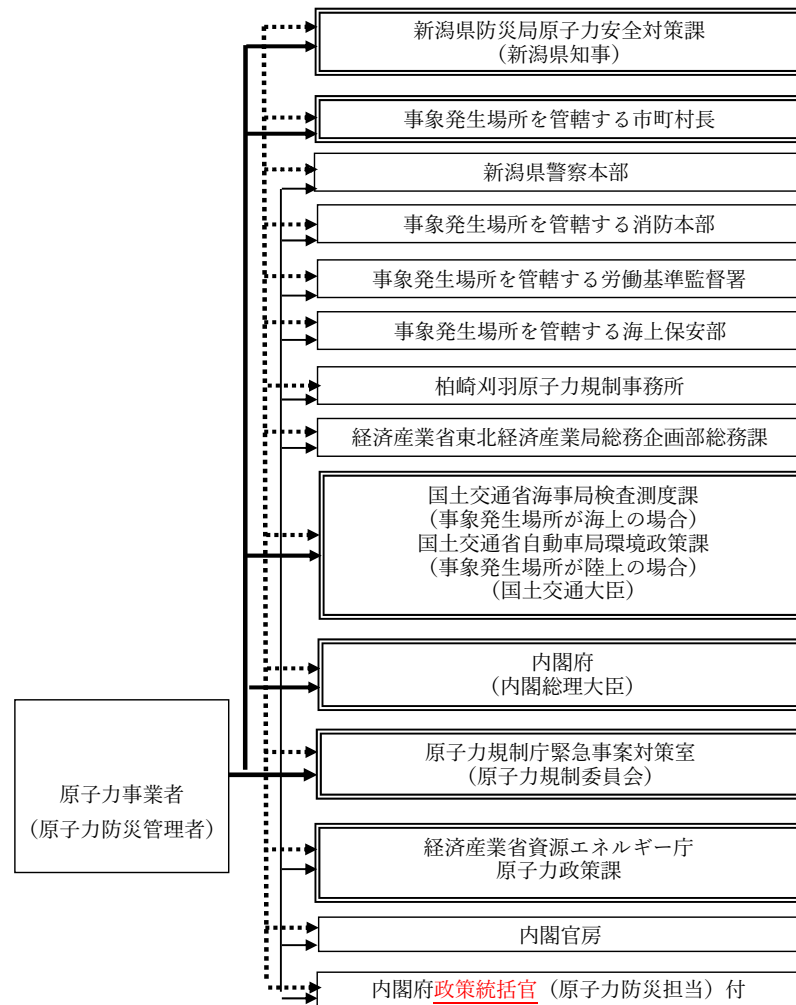 新潟県防災局原子力安全対策課
（新潟県知事）
事象発生場所を管轄する市町村長
新潟県警察本部
事象発生場所を管轄する消防本部
事象発生場所を管轄する労働基準監督署
事象発生場所を管轄する海上保安部
柏崎刈羽原子力規制事務所
経済産業省東北経済産業局総務企画部総務課
国土交通省海事局検査測度課
（事象発生場所が海上の場合）
国土交通省自動車局環境政策課
（事象発生場所が陸上の場合）
（国土交通大臣）
内閣府
（内閣総理大臣）
原子力規制庁緊急事案対策室
（原子力規制委員会）
原子力事業者
（原子力防災管理者）
経済産業省資源エネルギー庁
原子力政策課
内閣官房
内閣府政策統括官（原子力防災担当）付